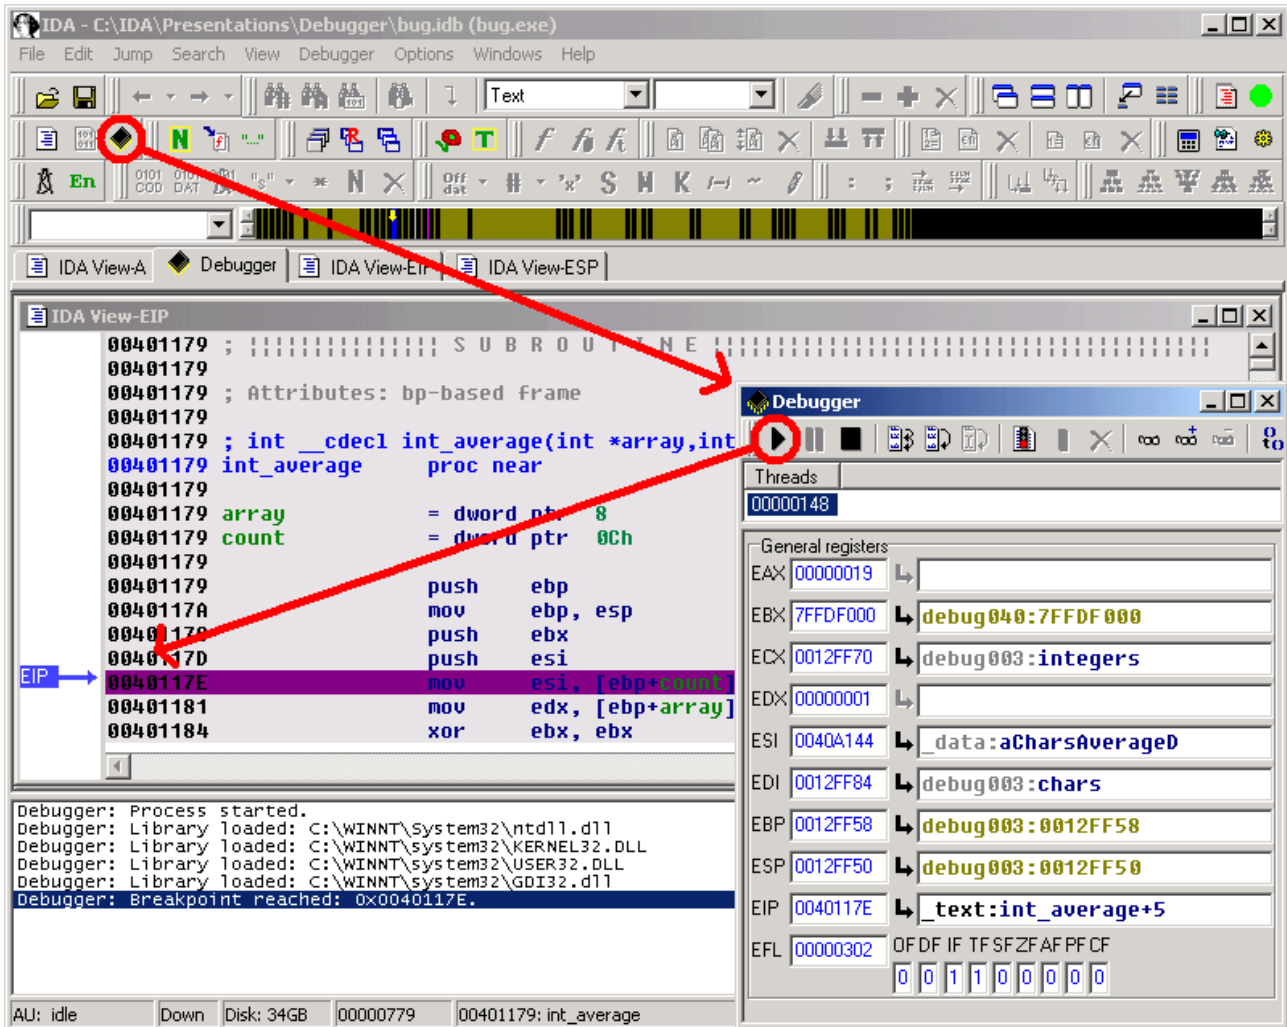 IDA - C:\IDA\Presentations\Debugger\bug.idb (bug.exe)
File Edit Jump Search View Debugger Options Windows Help
Text
N "..." R T f
En 0101 COD DAT "s" * N Off dat # 'x' S M K ~ : ;
IDA View-A Debugger IDA View-EIP IDA View-ESP
IDA View-EIP
00401179 ; ¦¦¦¦¦¦¦¦¦¦¦¦¦¦¦ S U B R O U T I N E ¦¦¦¦¦¦¦¦¦¦¦¦¦¦¦¦¦¦¦¦¦¦¦¦¦¦¦¦¦¦¦¦¦¦¦¦¦¦¦
00401179
00401179 ; Attributes: bp-based frame
00401179
00401179 ; int __cdecl int_average(int *array,int
00401179 int_average proc near
00401179
00401179 array = dword ptr 8
00401179 count = dword ptr 0Ch
00401179
00401179 push ebp
0040117A mov ebp, esp
push ebx
0040117D push esi
EIP 0040117E mov esi, [ebp+count]
00401181 mov edx, [ebp+array]
00401184 xor ebx, ebx
Debugger: Process started.
Debugger: Library loaded: C:\WINNT\System32\ntdll.dll
Debugger: Library loaded: C:\WINNT\system32\KERNEL32.DLL
Debugger: Library loaded: C:\WINNT\system32\USER32.DLL
Debugger: Library loaded: C:\WINNT\system32\GDI32.dll
Debugger: Breakpoint reached: 0x0040117E.
AU: idle Down Disk: 34GB 00000779 00401179: int_average
Debugger
Threads
00000148
General registers
EAX 00000019
EBX 7FFDF000 debug040:7FFDF000
ECX 0012FF70 debug003:integers
EDX 00000001
ESI 0040A144 _data:aCharsAverageD
EDI 0012FF84 debug003:chars
EBP 0012FF58 debug003:0012FF58
ESP 0012FF50 debug003:0012FF50
EIP 0040117E _text:int_average+5
EFL 00000302 OF DF IF TF SF ZF AF PF CF
0 0 1 1 0 0 0 0 0